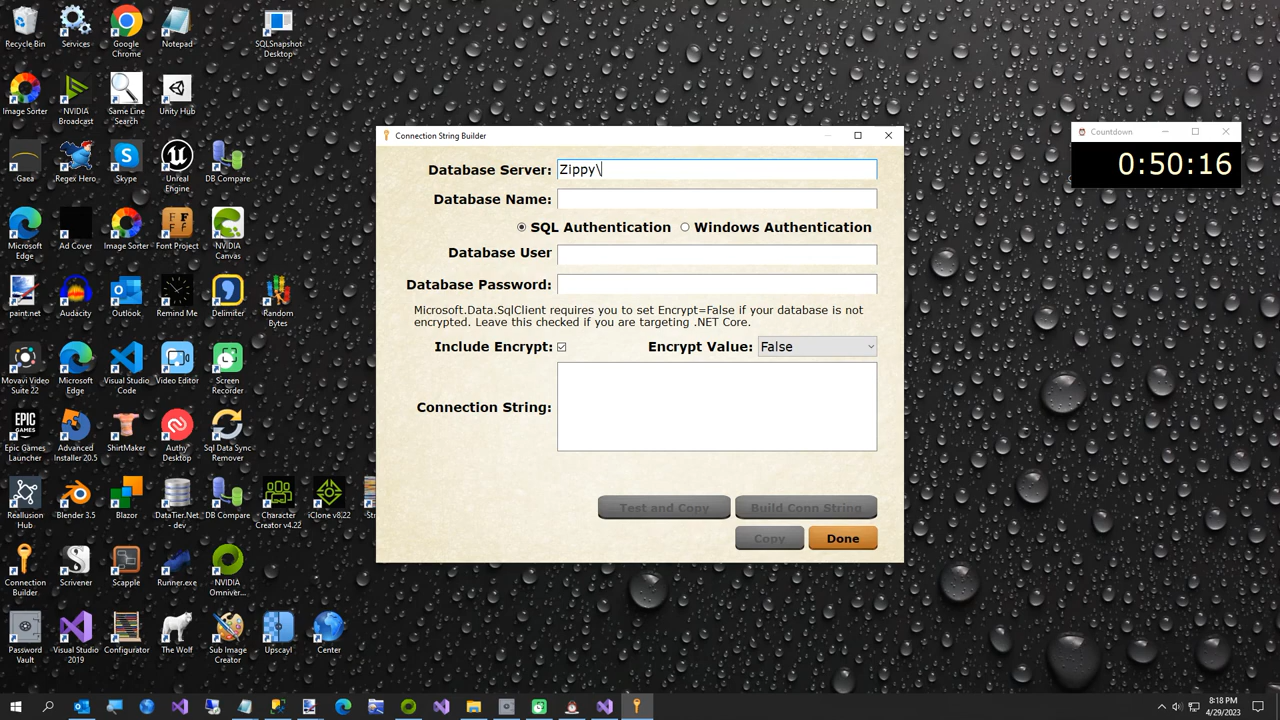 Recycle Bin
Services
Google
Chrome
Notepad
SQLSnapshot
Desktop
Image Sorter
NVIDIA
Broadcast
Same Line
Search
Unity Hub
Gaea
Regex Hero
Skype
Unreal
Engine
DB Compare
Microsoft
Edge
Ad Cover
Image Sorter
Font Project
NVIDIA
Canvas
paint.net
Audacity
Outlook
Remind Me
Delimiter
Random
Bytes
Movavi Video
Suite 22
Microsoft
Edge
Visual Studio
Code
Video Editor
Screen
Recorder
EPIC
GAMES
Epic Games
Launcher
Advanced
Installer 20.5
ShirtMaker
Authy
Desktop
Sql Data Sync
Remover
Reallusion
Hub
Blender 3.5
Blazor
DataTier.Net
- dev
DB Compare
Character
Creator v4.22
iClone v8.22
Connection
Builder
Scrivener
Scapple
Runner.exe
NVIDIA
Omniver...
Password
Vault
Visual Studio
2019
Configurator
The Wolf
Sub Image
Creator
Upscayl
Center
Connection String Builder
Database Server: Zippy\
Database Name:
SQL Authentication Windows Authentication
Database User
Database Password:
Microsoft.Data.SqlClient requires you to set Encrypt=False if your database is not
encrypted. Leave this checked if you are targeting .NET Core.
Include Encrypt: Encrypt Value: False
Connection String:
Test and Copy Build Conn String
Copy Done
Countdown
0:50:16
8:18 PM
4/29/2023